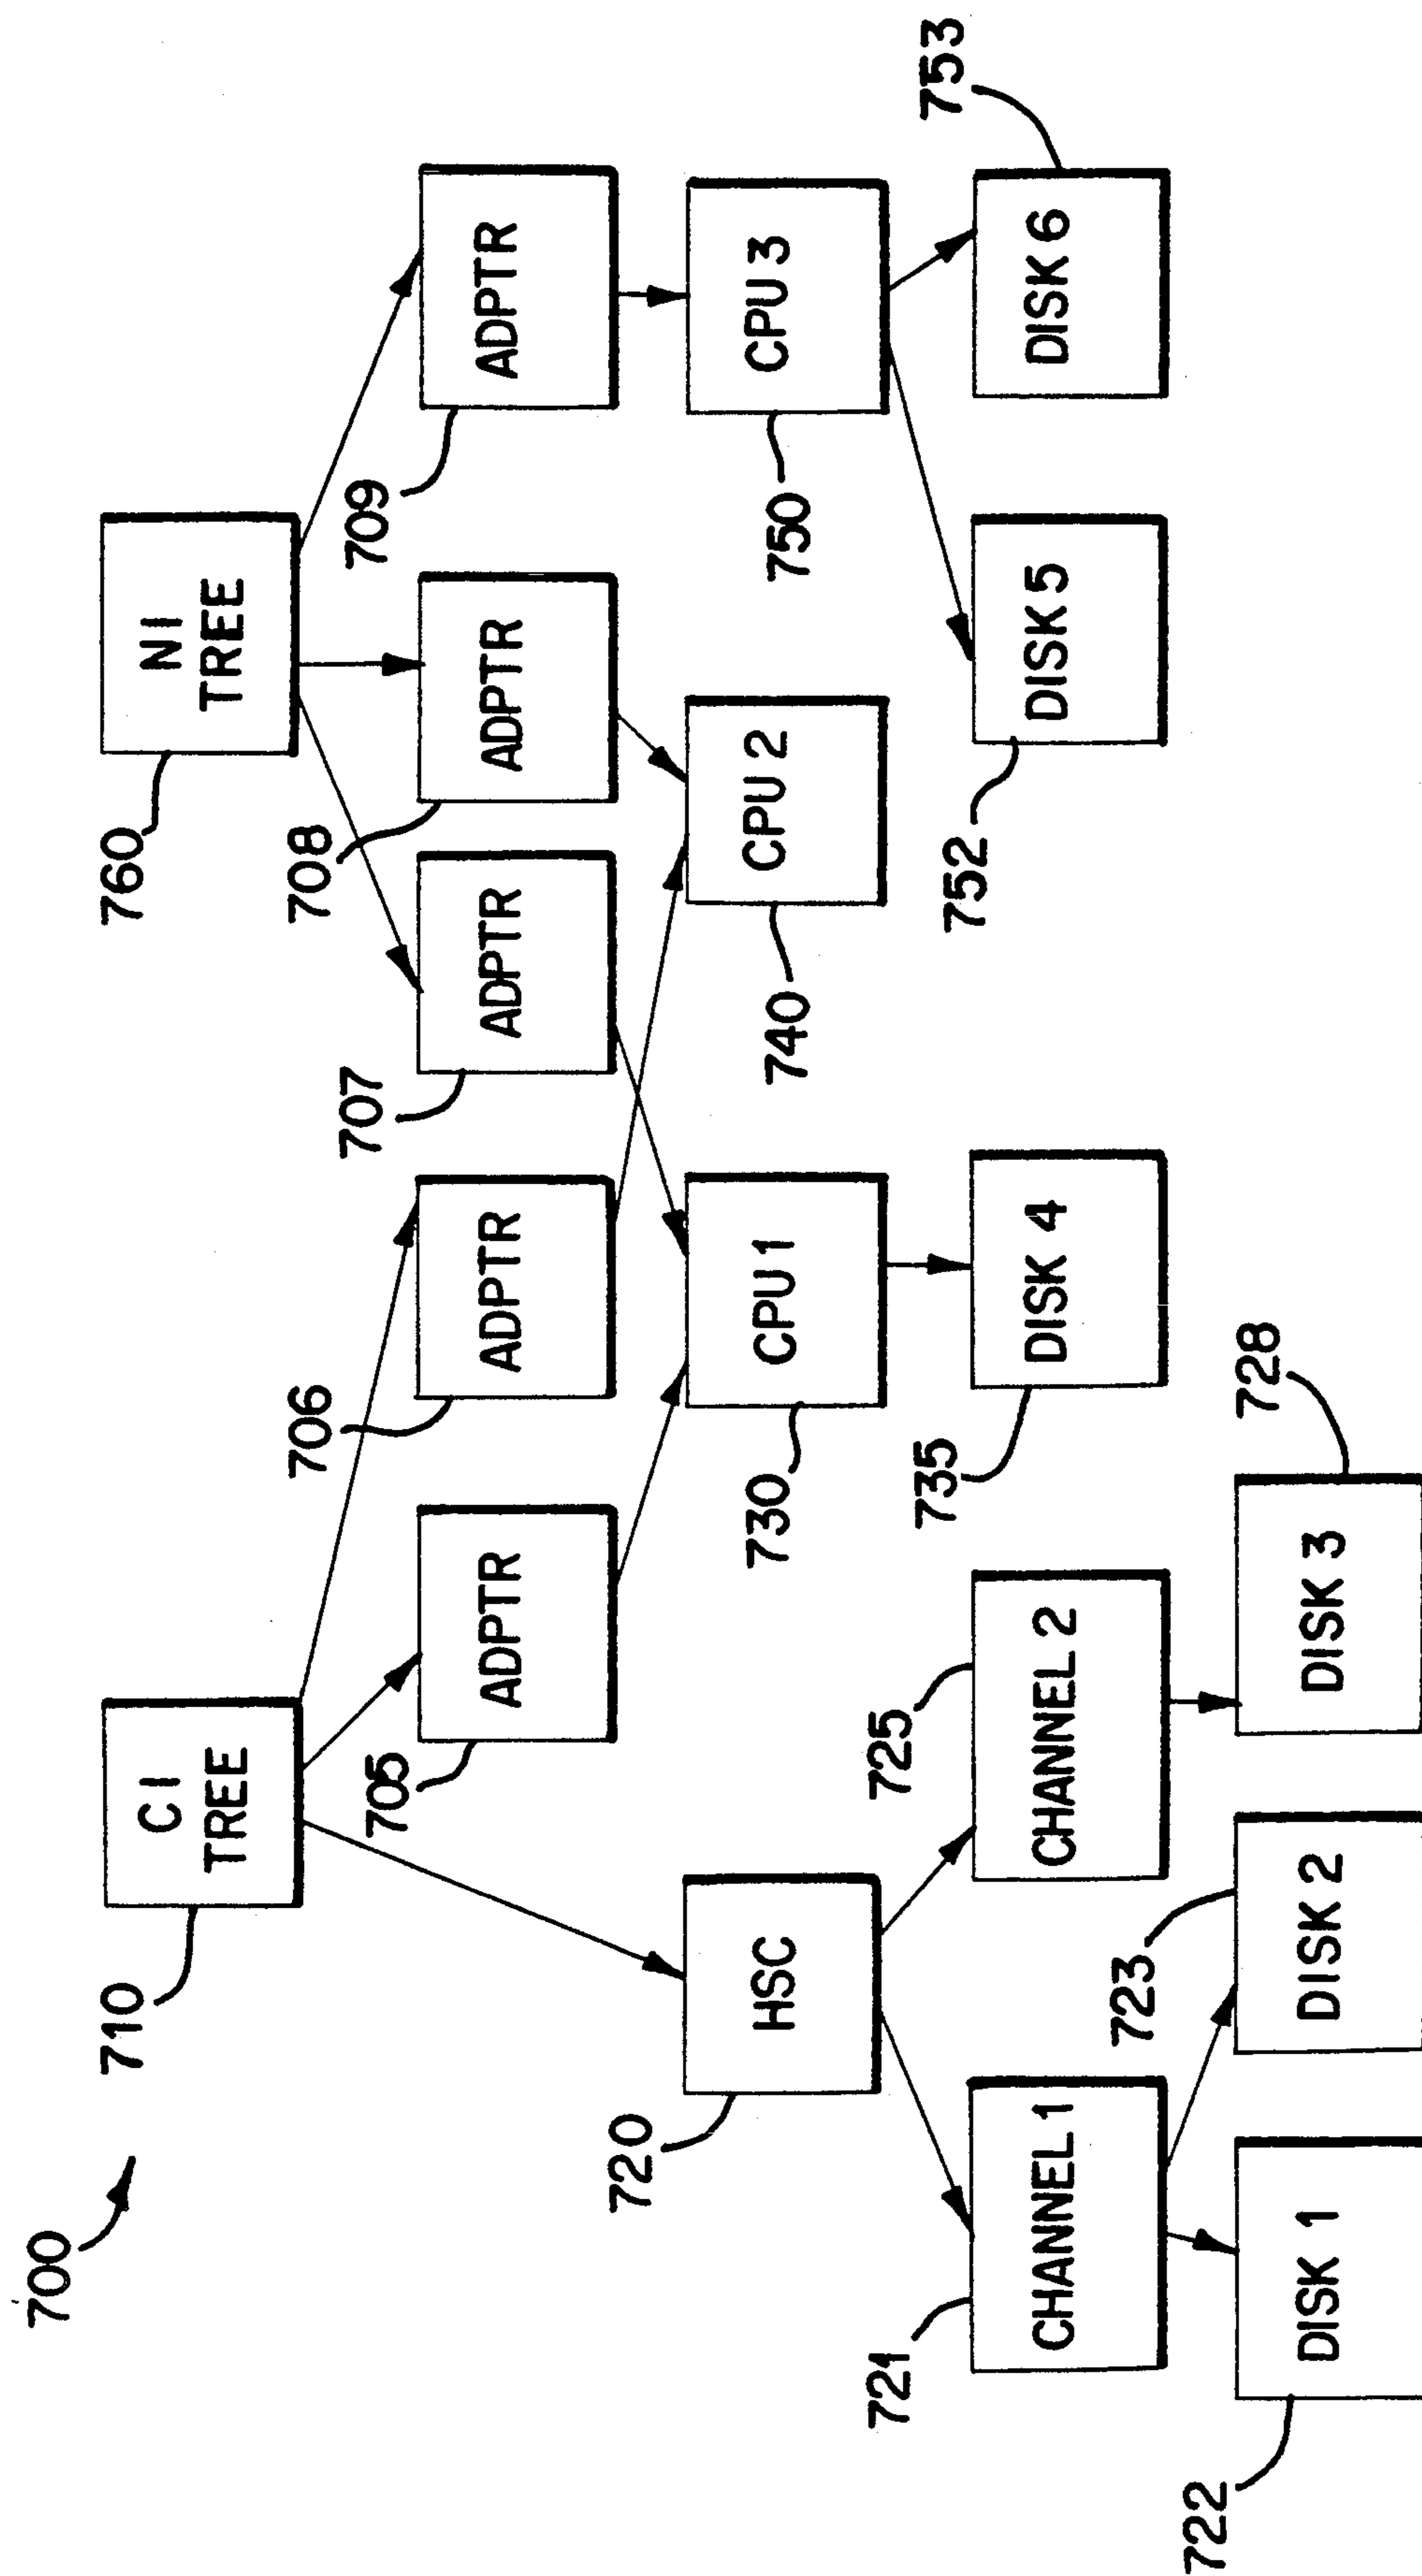 700
710
C I
TREE
760
NI
TREE
705
ADPTR
706
ADPTR
707
ADPTR
708
ADPTR
709
ADPTR
720
HSC
730
CPU 1
740
CPU 2
750
CPU 3
721
CHANNEL 1
725
CHANNEL 2
735
DISK 4
752
DISK 5
753
DISK 6
722
DISK 1
723
DISK 2
728
DISK 3